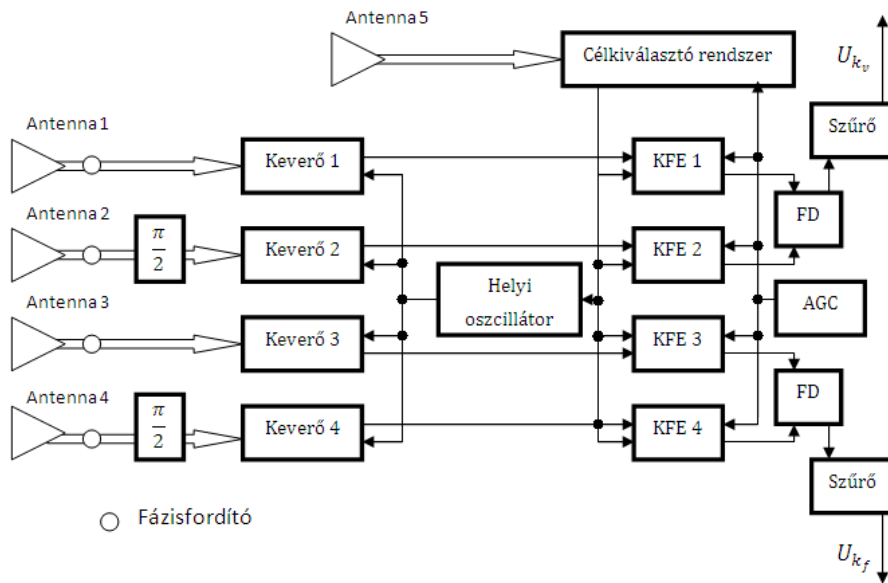 Antenna 5
Célkiválasztó rendszer
U_{k_v}
Szűrő
Antenna 1
Keverő 1
KFE 1
FD
Antenna 2
π/2
Keverő 2
KFE 2
Helyi
oszcillátor
AGC
Antenna 3
Keverő 3
KFE 3
FD
Antenna 4
π/2
Keverő 4
KFE 4
Szűrő
Fázisfordító
U_{k_f}